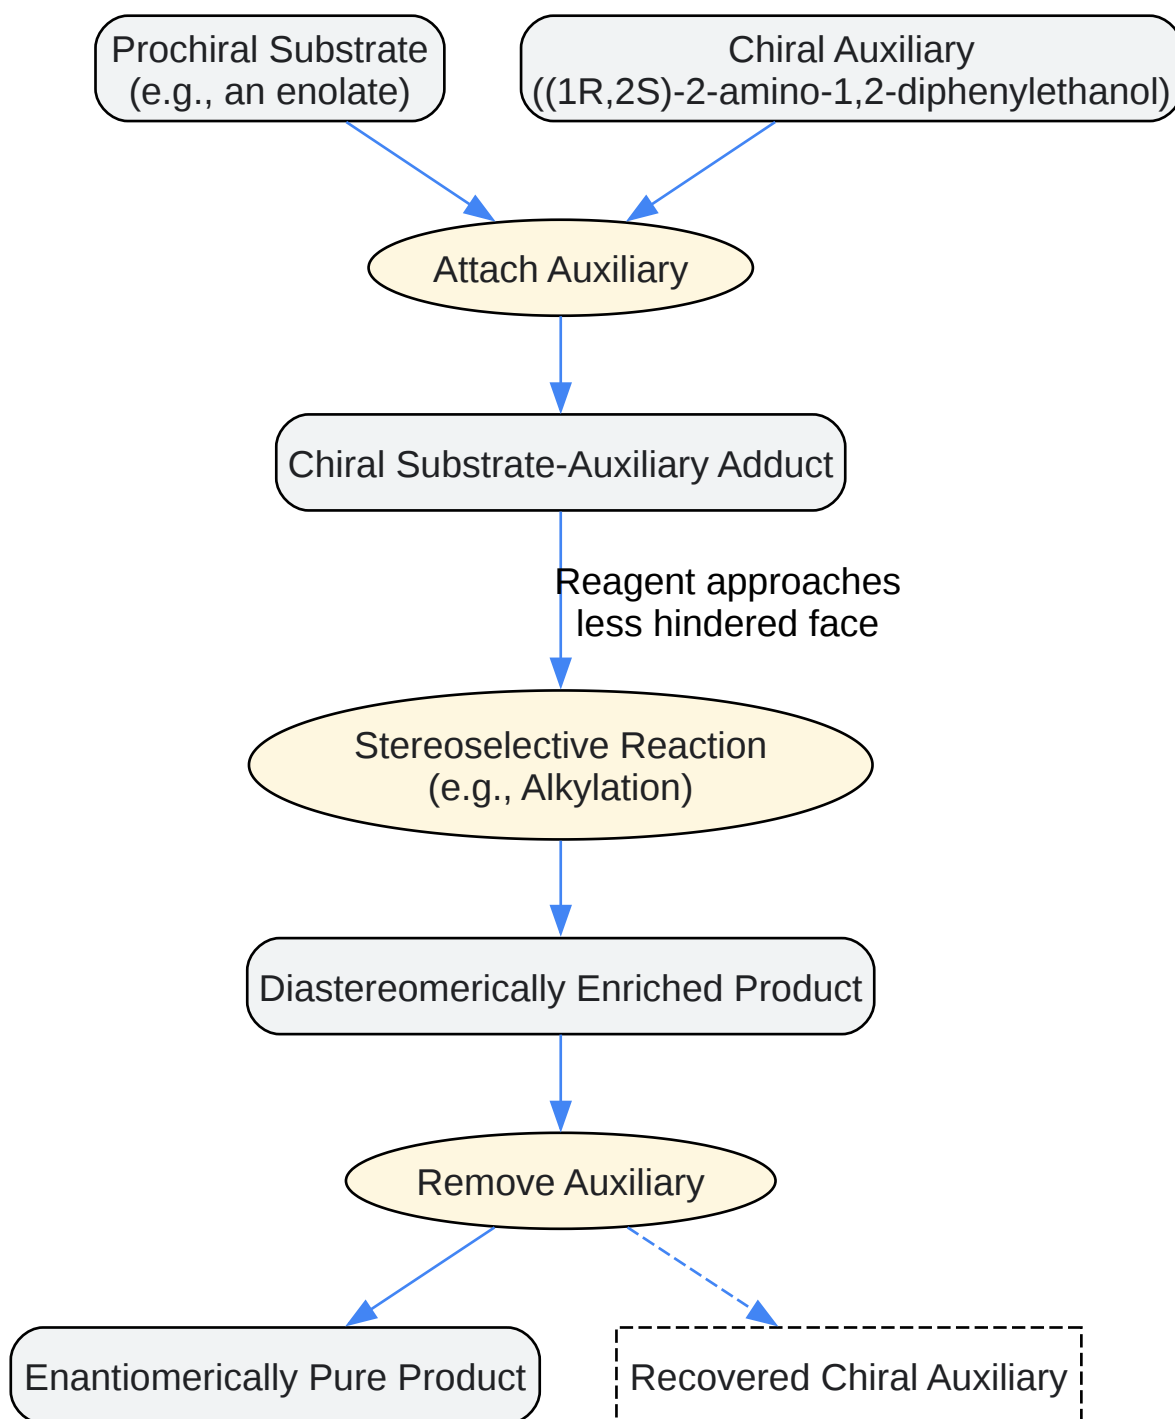 Prochiral Substrate
(e.g., an enolate)
Chiral Auxiliary
((1R,2S)-2-amino-1,2-diphenylethanol)
Attach Auxiliary
Chiral Substrate-Auxiliary Adduct
Reagent approaches
less hindered face
Stereoselective Reaction
(e.g., Alkylation)
Diastereomerically Enriched Product
Remove Auxiliary
Enantiomerically Pure Product
Recovered Chiral Auxiliary